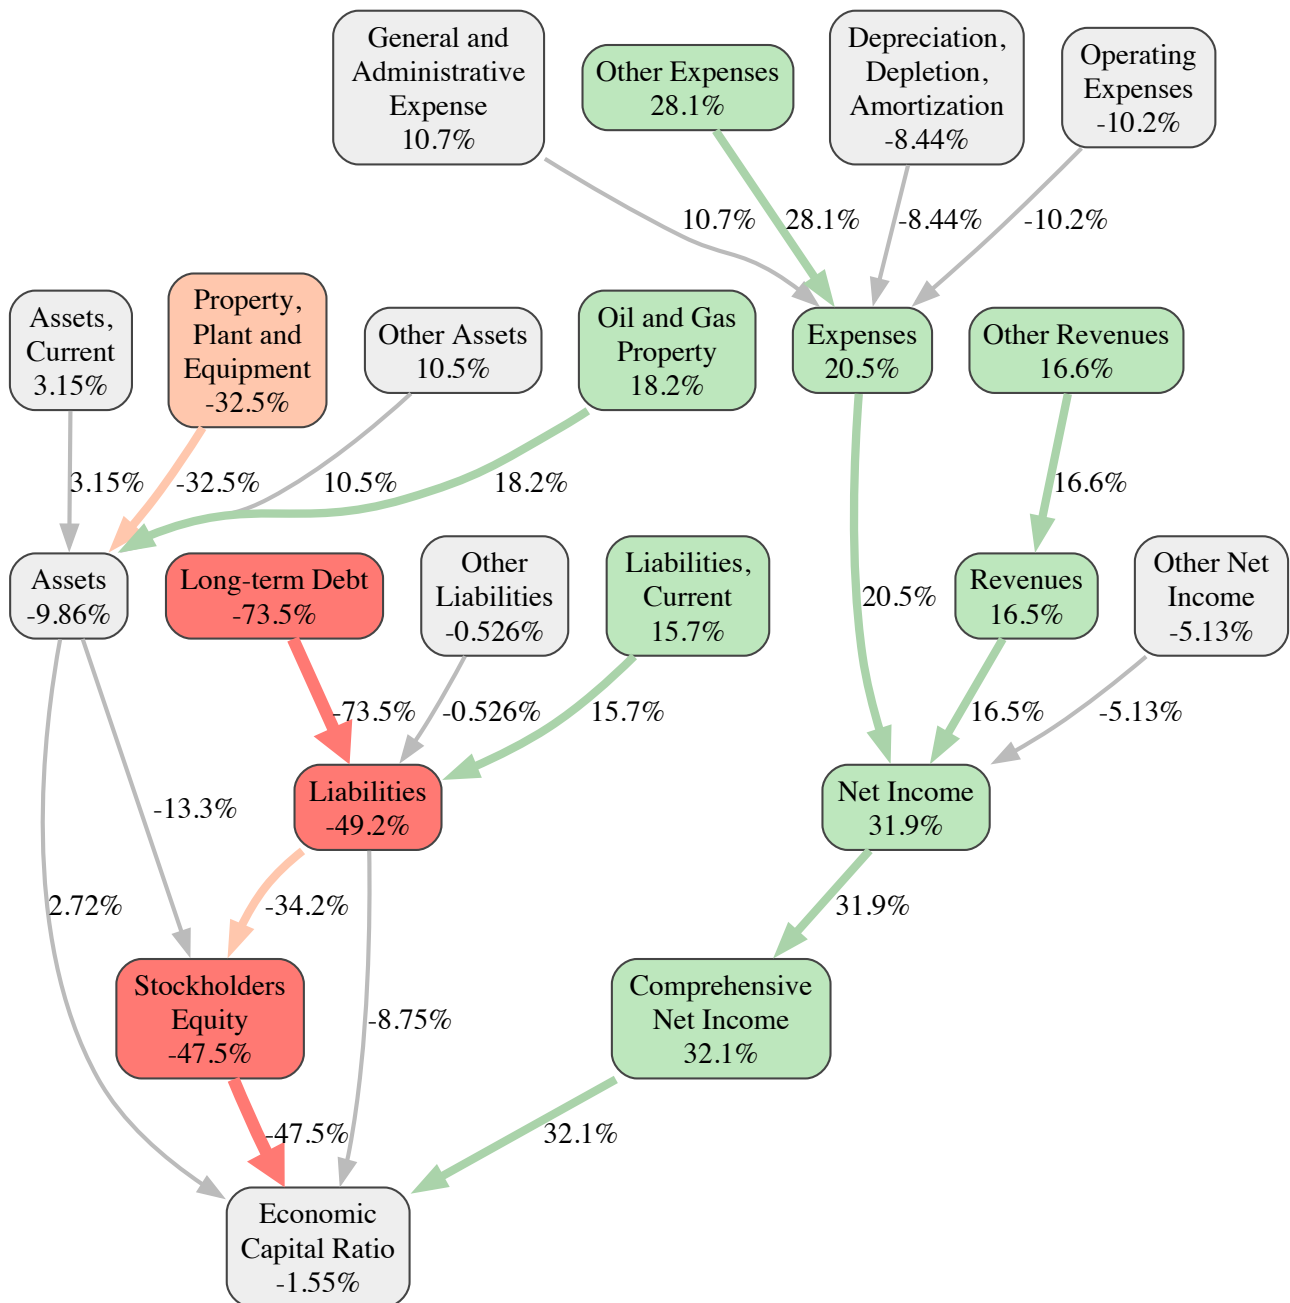 General and
Administrative
Expense
10.7%
Other Expenses
28.1%
Depreciation,
Depletion,
Amortization
-8.44%
Operating
Expenses
-10.2%
10.7%
28.1%
-8.44%
-10.2%
Assets,
Current
3.15%
Property,
Plant and
Equipment
-32.5%
Other Assets
10.5%
Oil and Gas
Property
18.2%
Expenses
20.5%
Other Revenues
16.6%
3.15%
-32.5%
10.5%
18.2%
16.6%
Assets
-9.86%
Long-term Debt
-73.5%
Other
Liabilities
-0.526%
Liabilities,
Current
15.7%
20.5%
Revenues
16.5%
Other Net
Income
-5.13%
-73.5%
-0.526%
15.7%
16.5%
-5.13%
Liabilities
-49.2%
Net Income
31.9%
-13.3%
2.72%
-34.2%
31.9%
Stockholders
Equity
-47.5%
-8.75%
Comprehensive
Net Income
32.1%
-47.5%
32.1%
Economic
Capital Ratio
-1.55%